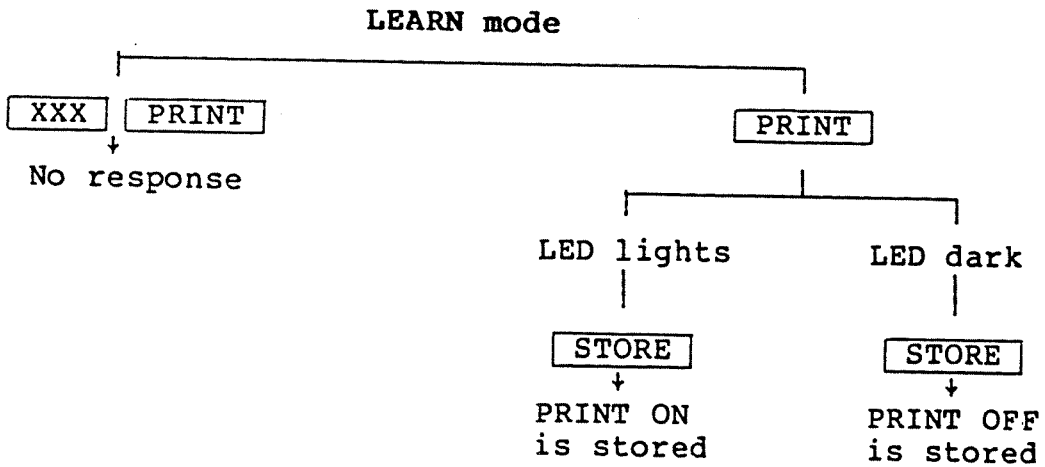 LEARN mode
XXX PRINT
No response
PRINT
LED lights
LED dark
STORE
STORE
PRINT ON
is stored
PRINT OFF
is stored